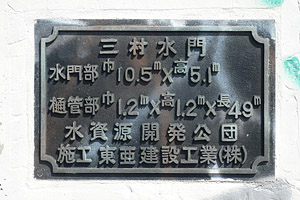 三村水門
水門部巾10.5m×高5.1m
樋管部巾1.2m×高1.2m×長49m
水資源開発公団
施工 東亜建設工業(株)